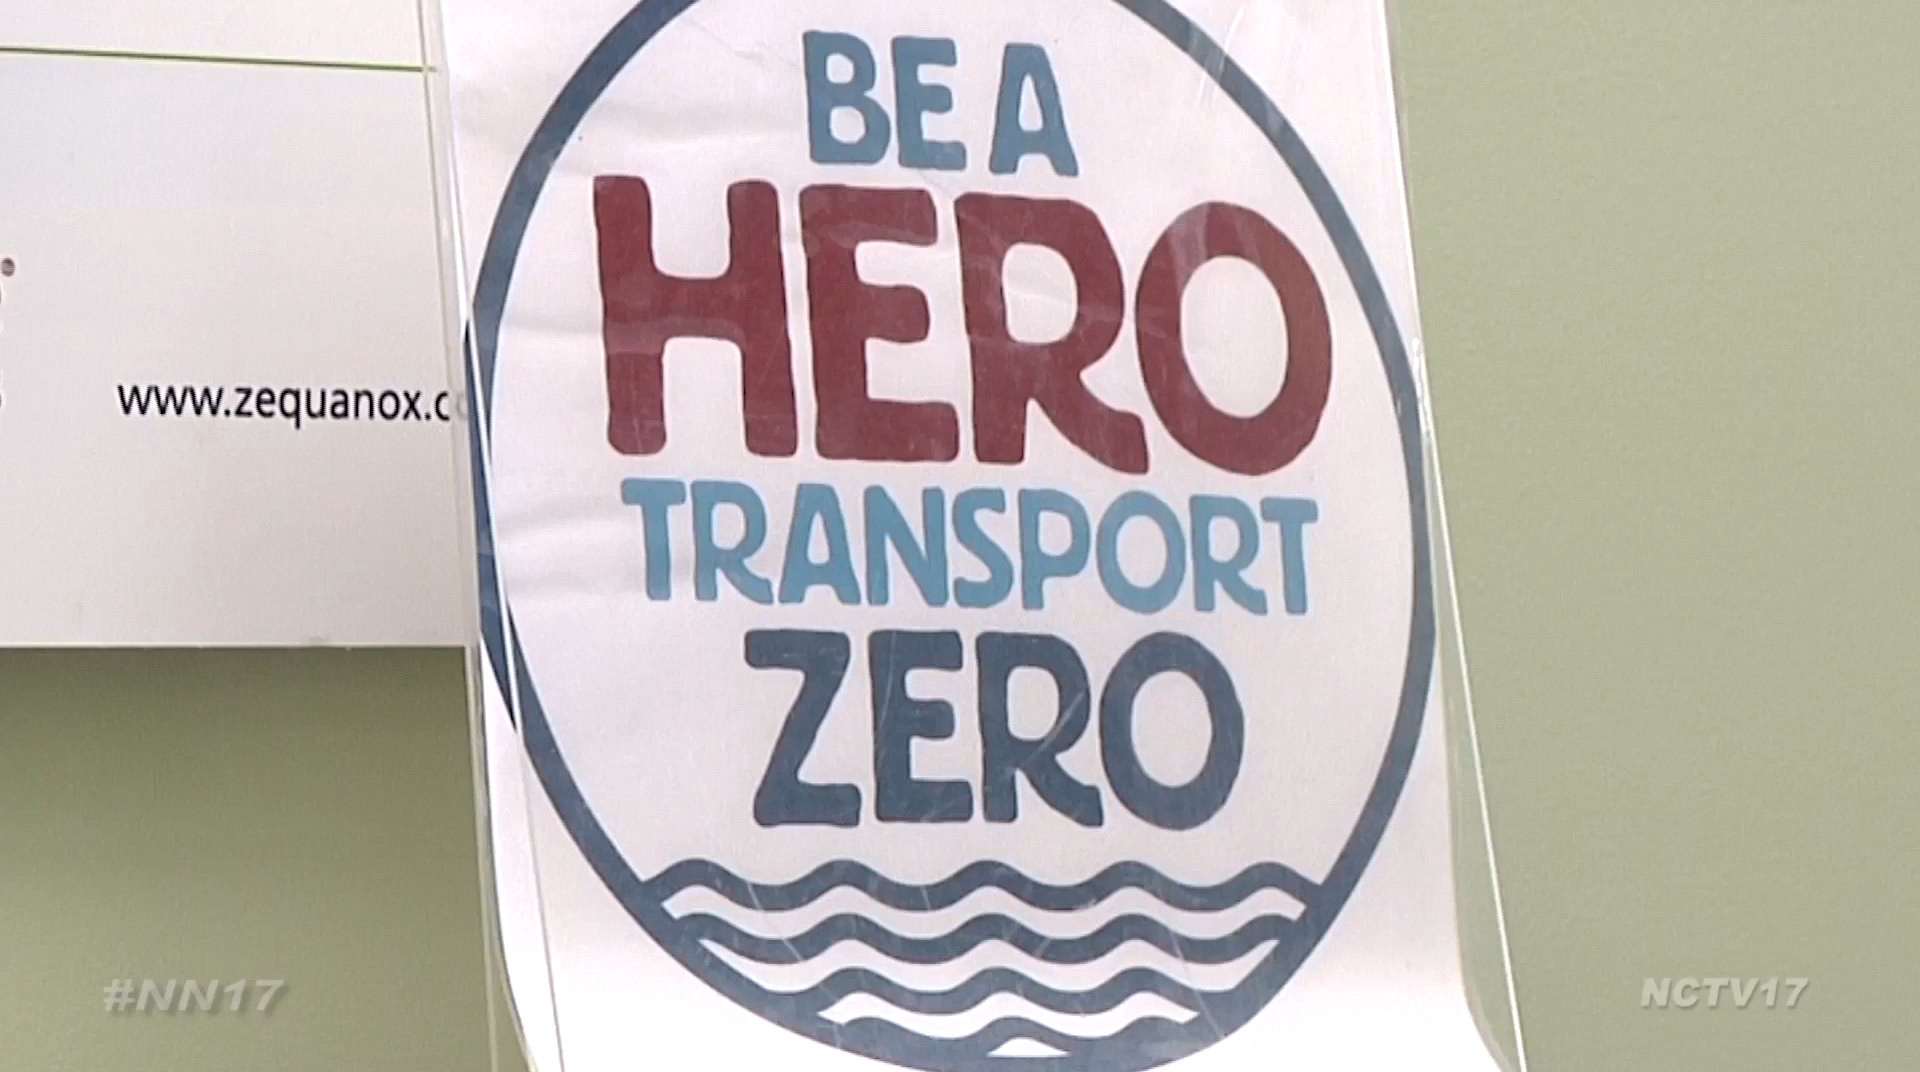 BE A
HERO
TRANSPORT
ZERO
www.zequanox.c
#NN17
NCTV17